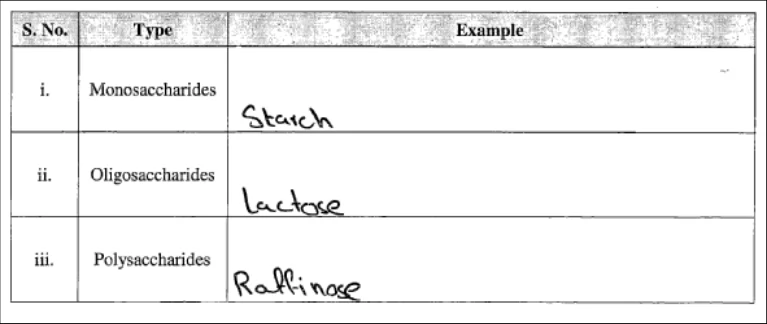 S. No. Type Example
i. Monosaccharides Starch
ii. Oligosaccharides Lactose
iii. Polysaccharides Raffinose